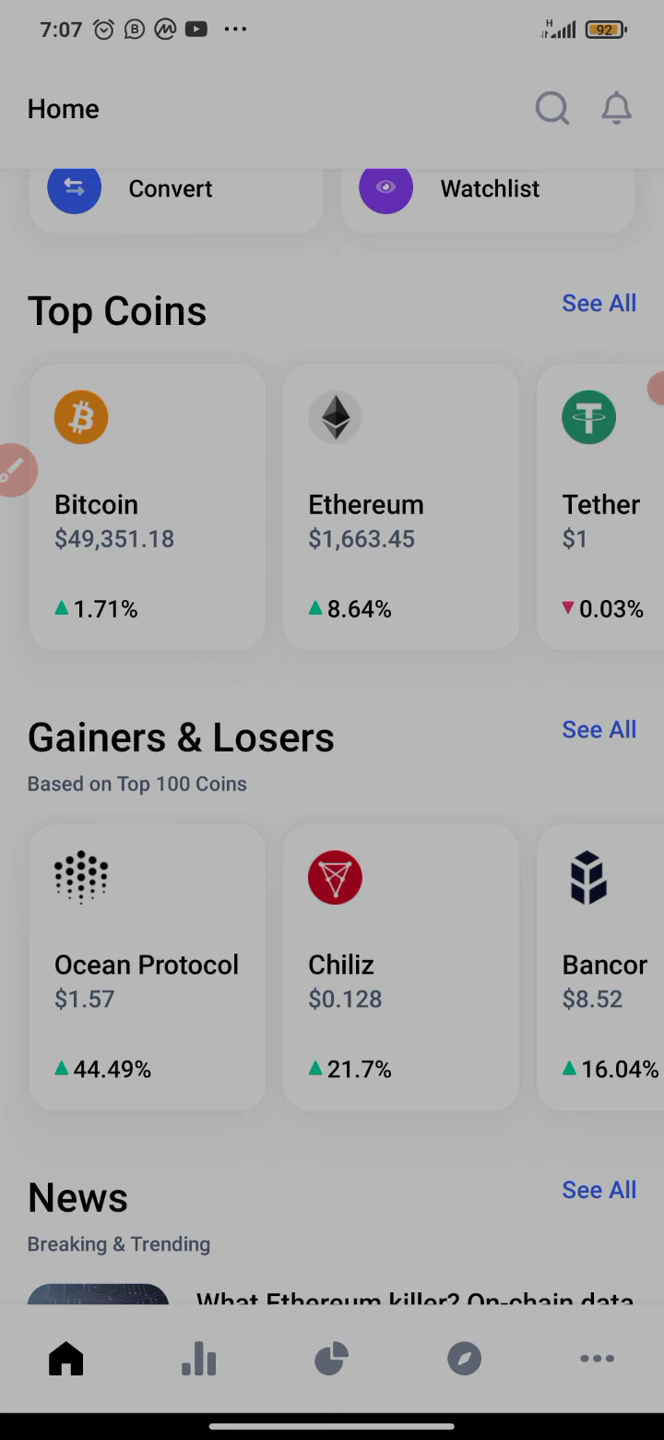 7:07 B ... H 92
Home
Convert Watchlist
Top Coins See All
Bitcoin Ethereum Tether
$49,351.18 $1,663.45 $1
1.71% 8.64% 0.03%
Gainers & Losers See All
Based on Top 100 Coins
Ocean Protocol Chiliz Bancor
$1.57 $0.128 $8.52
44.49% 21.7% 16.04%
News See All
Breaking & Trending
What Ethereum killer? On-chain data